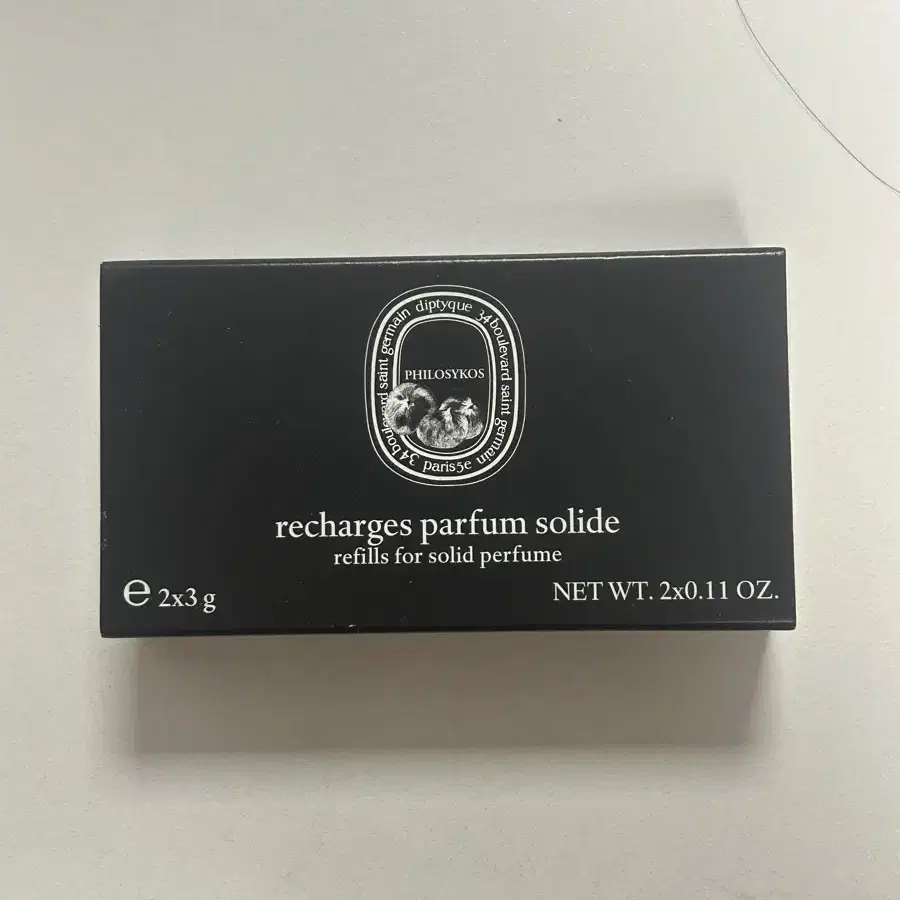 diptyque 34 boulevard saint germain paris5e 34 boulevard saint germain
PHILOSYKOS
recharges parfum solide
refills for solid perfume
℮ 2x3 g
NET WT. 2x0.11 OZ.